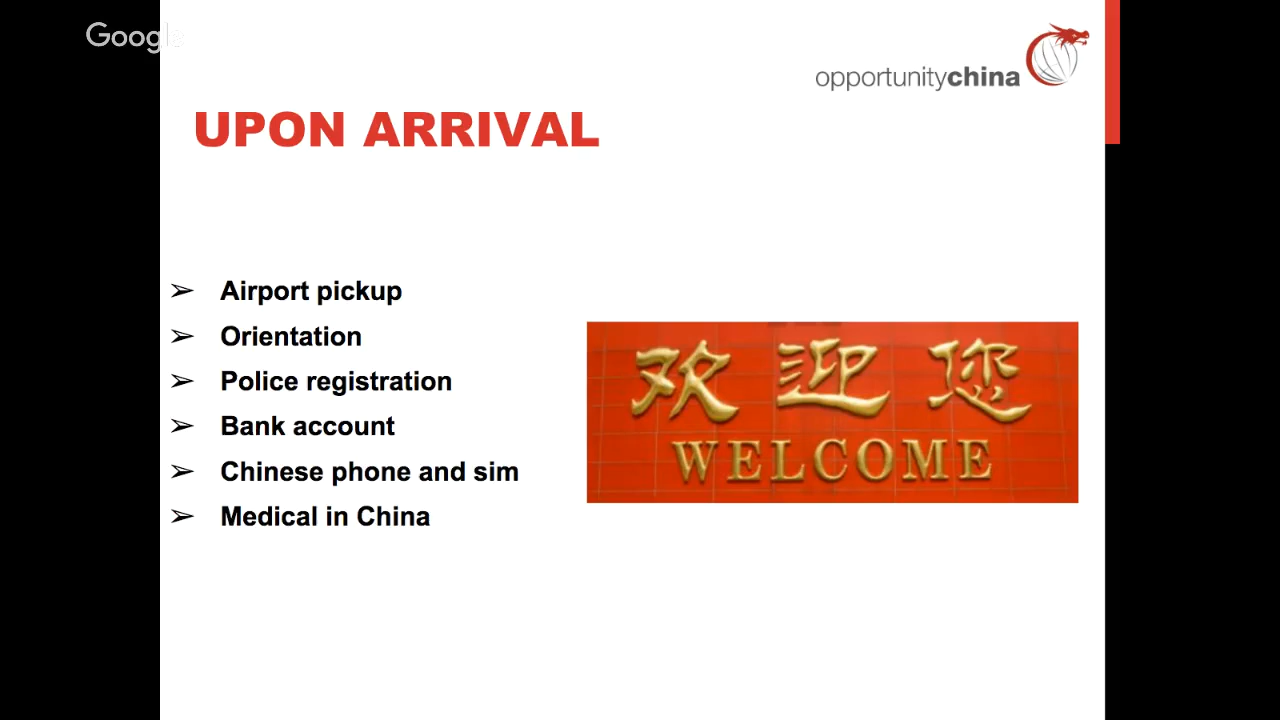 Google
opportunitychina
UPON ARRIVAL
➢ Airport pickup
➢ Orientation
➢ Police registration
➢ Bank account
➢ Chinese phone and sim
➢ Medical in China
欢迎您
WELCOME